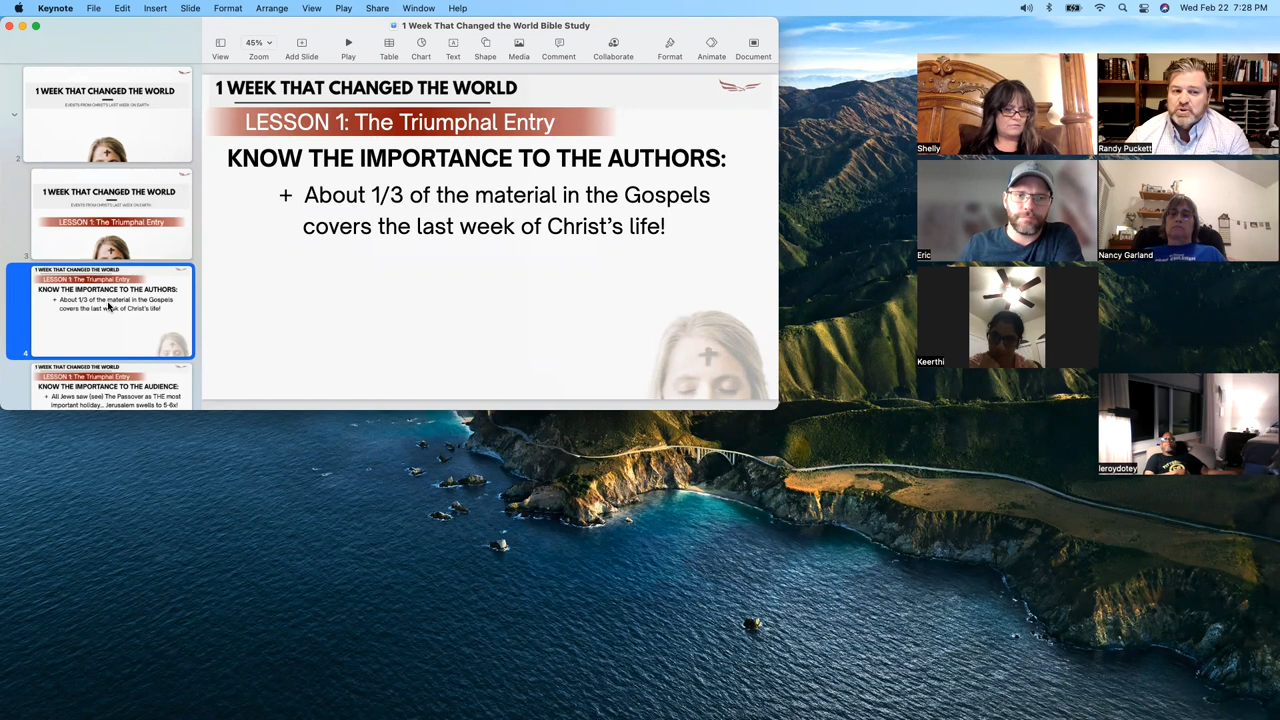 Keynote File Edit Insert Slide Format Arrange View Play Share Window Help
Wed Feb 22 7:28 PM
1 Week That Changed the World Bible Study
45%
View Zoom Add Slide Play Table Chart Text Shape Media Comment Collaborate Format Animate Document
1 WEEK THAT CHANGED THE WORLD
EVENTS FROM CHRIST'S LAST WEEK ON EARTH
2
1 WEEK THAT CHANGED THE WORLD
EVENTS FROM CHRIST'S LAST WEEK ON EARTH
LESSON 1: The Triumphal Entry
3
1 WEEK THAT CHANGED THE WORLD
LESSON 1: The Triumphal Entry
KNOW THE IMPORTANCE TO THE AUTHORS:
+ About 1/3 of the material in the Gospels
covers the last week of Christ's life!
4
1 WEEK THAT CHANGED THE WORLD
LESSON 1: The Triumphal Entry
KNOW THE IMPORTANCE TO THE AUDIENCE:
+ All Jews saw (see) The Passover as THE most
important holiday... Jerusalem swells to 5-6x!
1 WEEK THAT CHANGED THE WORLD
LESSON 1: The Triumphal Entry
KNOW THE IMPORTANCE TO THE AUTHORS:
+ About 1/3 of the material in the Gospels
covers the last week of Christ's life!
Shelly
Randy Puckett
Eric
Nancy Garland
Keerthi
leroydotey